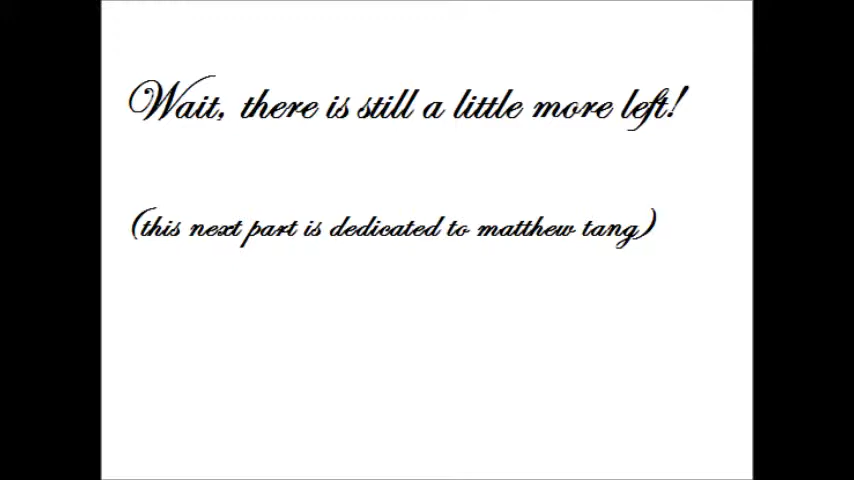 Wait, there is still a little more left!
(this next part is dedicated to matthew tang)